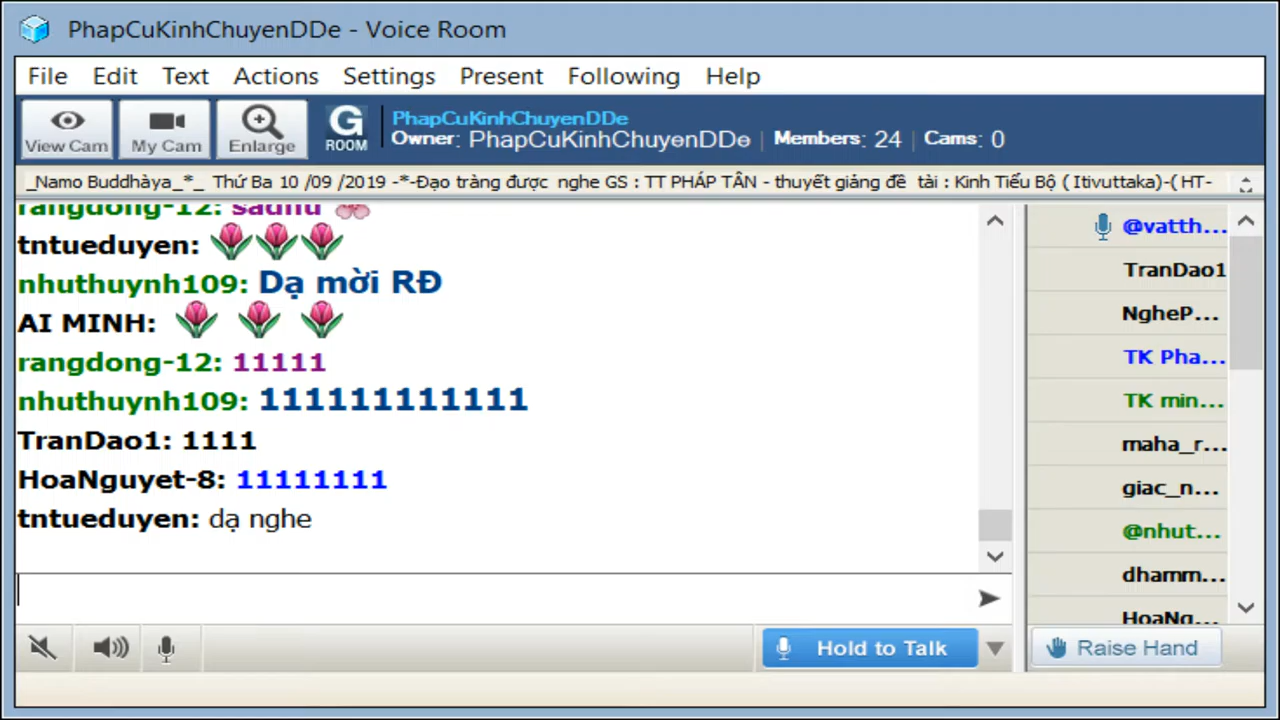 PhapCuKinhChuyenDDe - Voice Room
File Edit Text Actions Settings Present Following Help
View Cam My Cam Enlarge G ROOM
PhapCuKinhChuyenDDe
Owner: PhapCuKinhChuyenDDe | Members: 24 | Cams: 0
_Namo Buddhàya_*_ Thứ Ba 10 /09 /2019 -*-Đạo tràng được nghe GS : TT PHÁP TÂN - thuyết giảng đề tài : Kinh Tiểu Bộ ( Itivuttaka)-( HT-
rangdong-12: sadhu
tntueduyen:
nhuthuynh109: Dạ mời RĐ
AI MINH:
rangdong-12: 11111
nhuthuynh109: 111111111111
TranDao1: 1111
HoaNguyet-8: 11111111
tntueduyen: dạ nghe
@vatth...
TranDao1
NgheP...
TK Pha...
TK min...
maha_r...
giac_n...
@nhut...
dhamm...
HoaNg...
Hold to Talk
Raise Hand